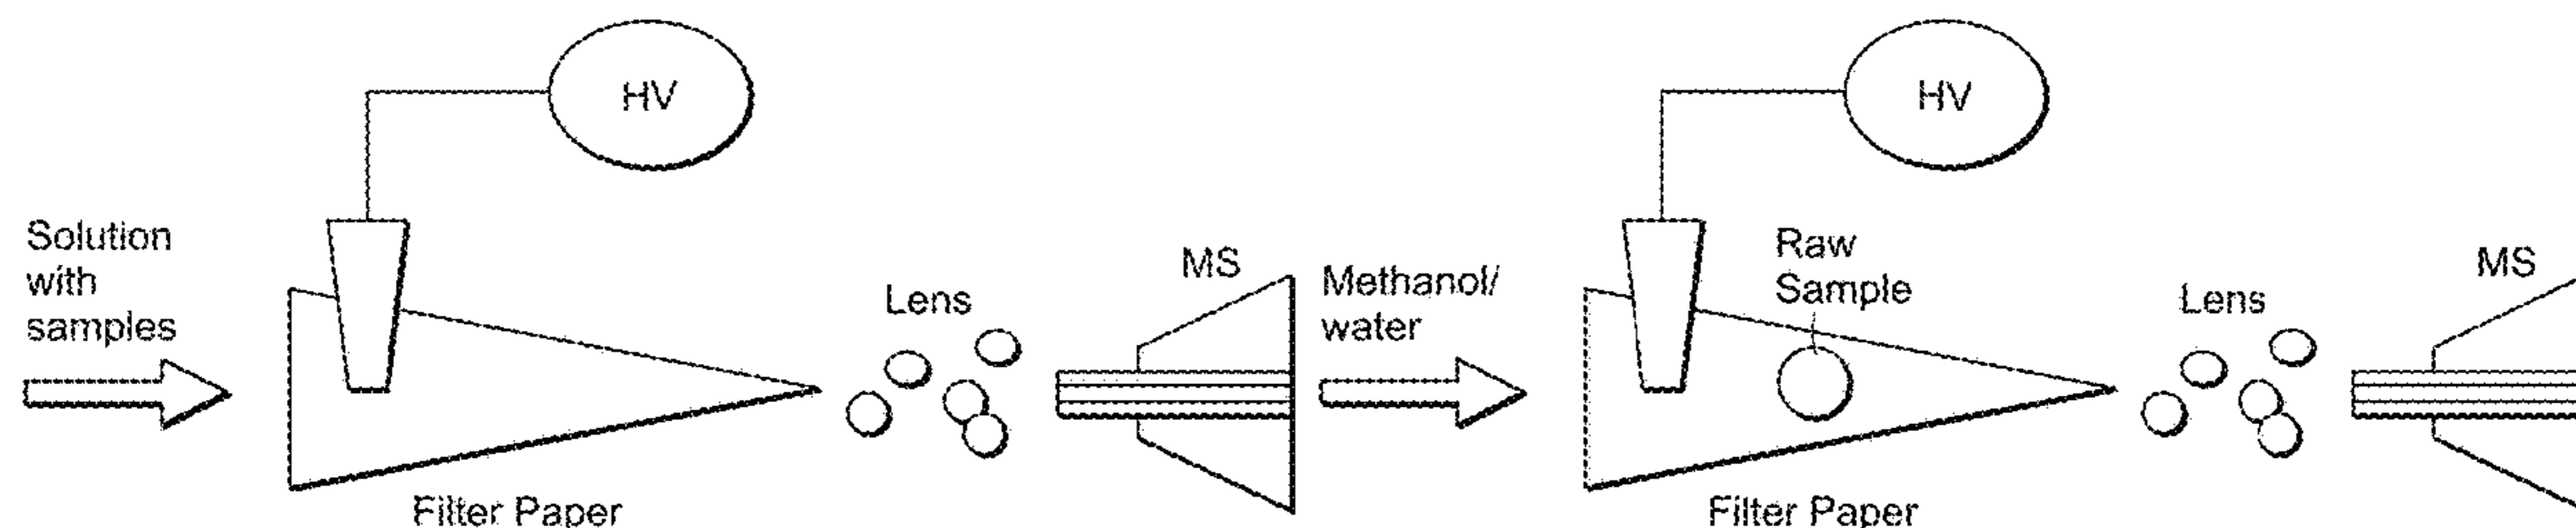 HV
Solution
with
samples
Lens
MS
Filter Paper
HV
Methanol/
water
Raw
Sample
Lens
MS
Filter Paper